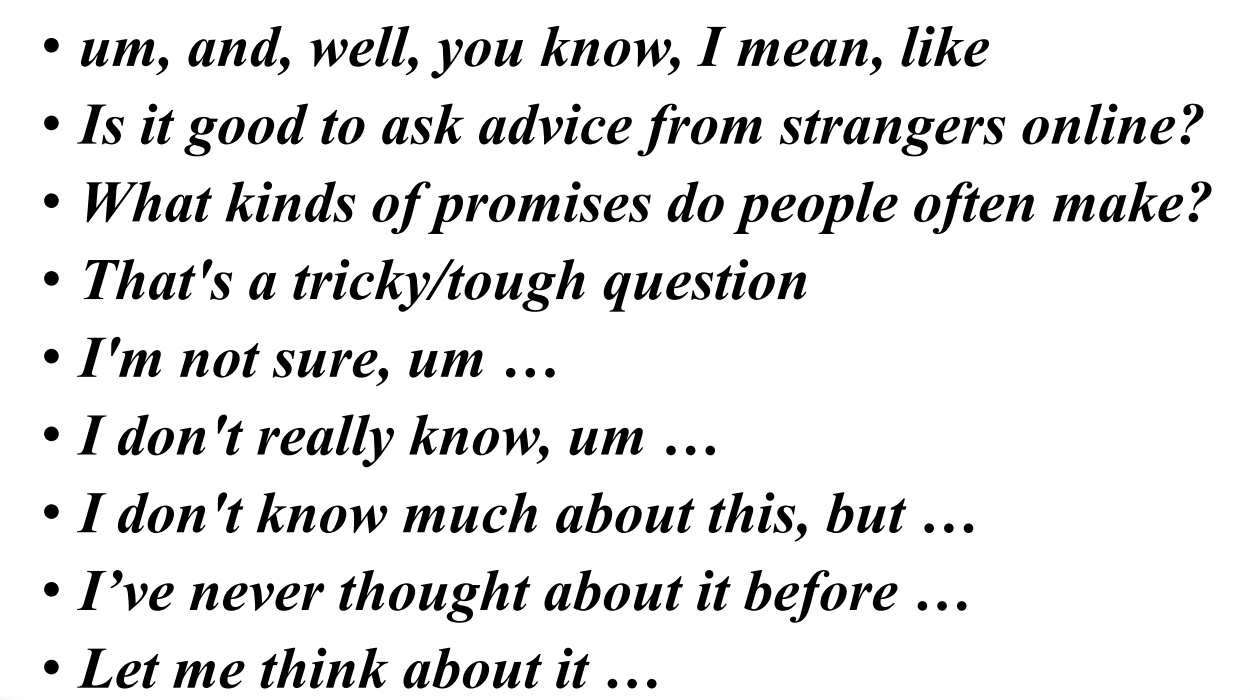 • um, and, well, you know, I mean, like
• Is it good to ask advice from strangers online?
• What kinds of promises do people often make?
• That's a tricky/tough question
• I'm not sure, um …
• I don't really know, um …
• I don't know much about this, but …
• I’ve never thought about it before …
• Let me think about it …